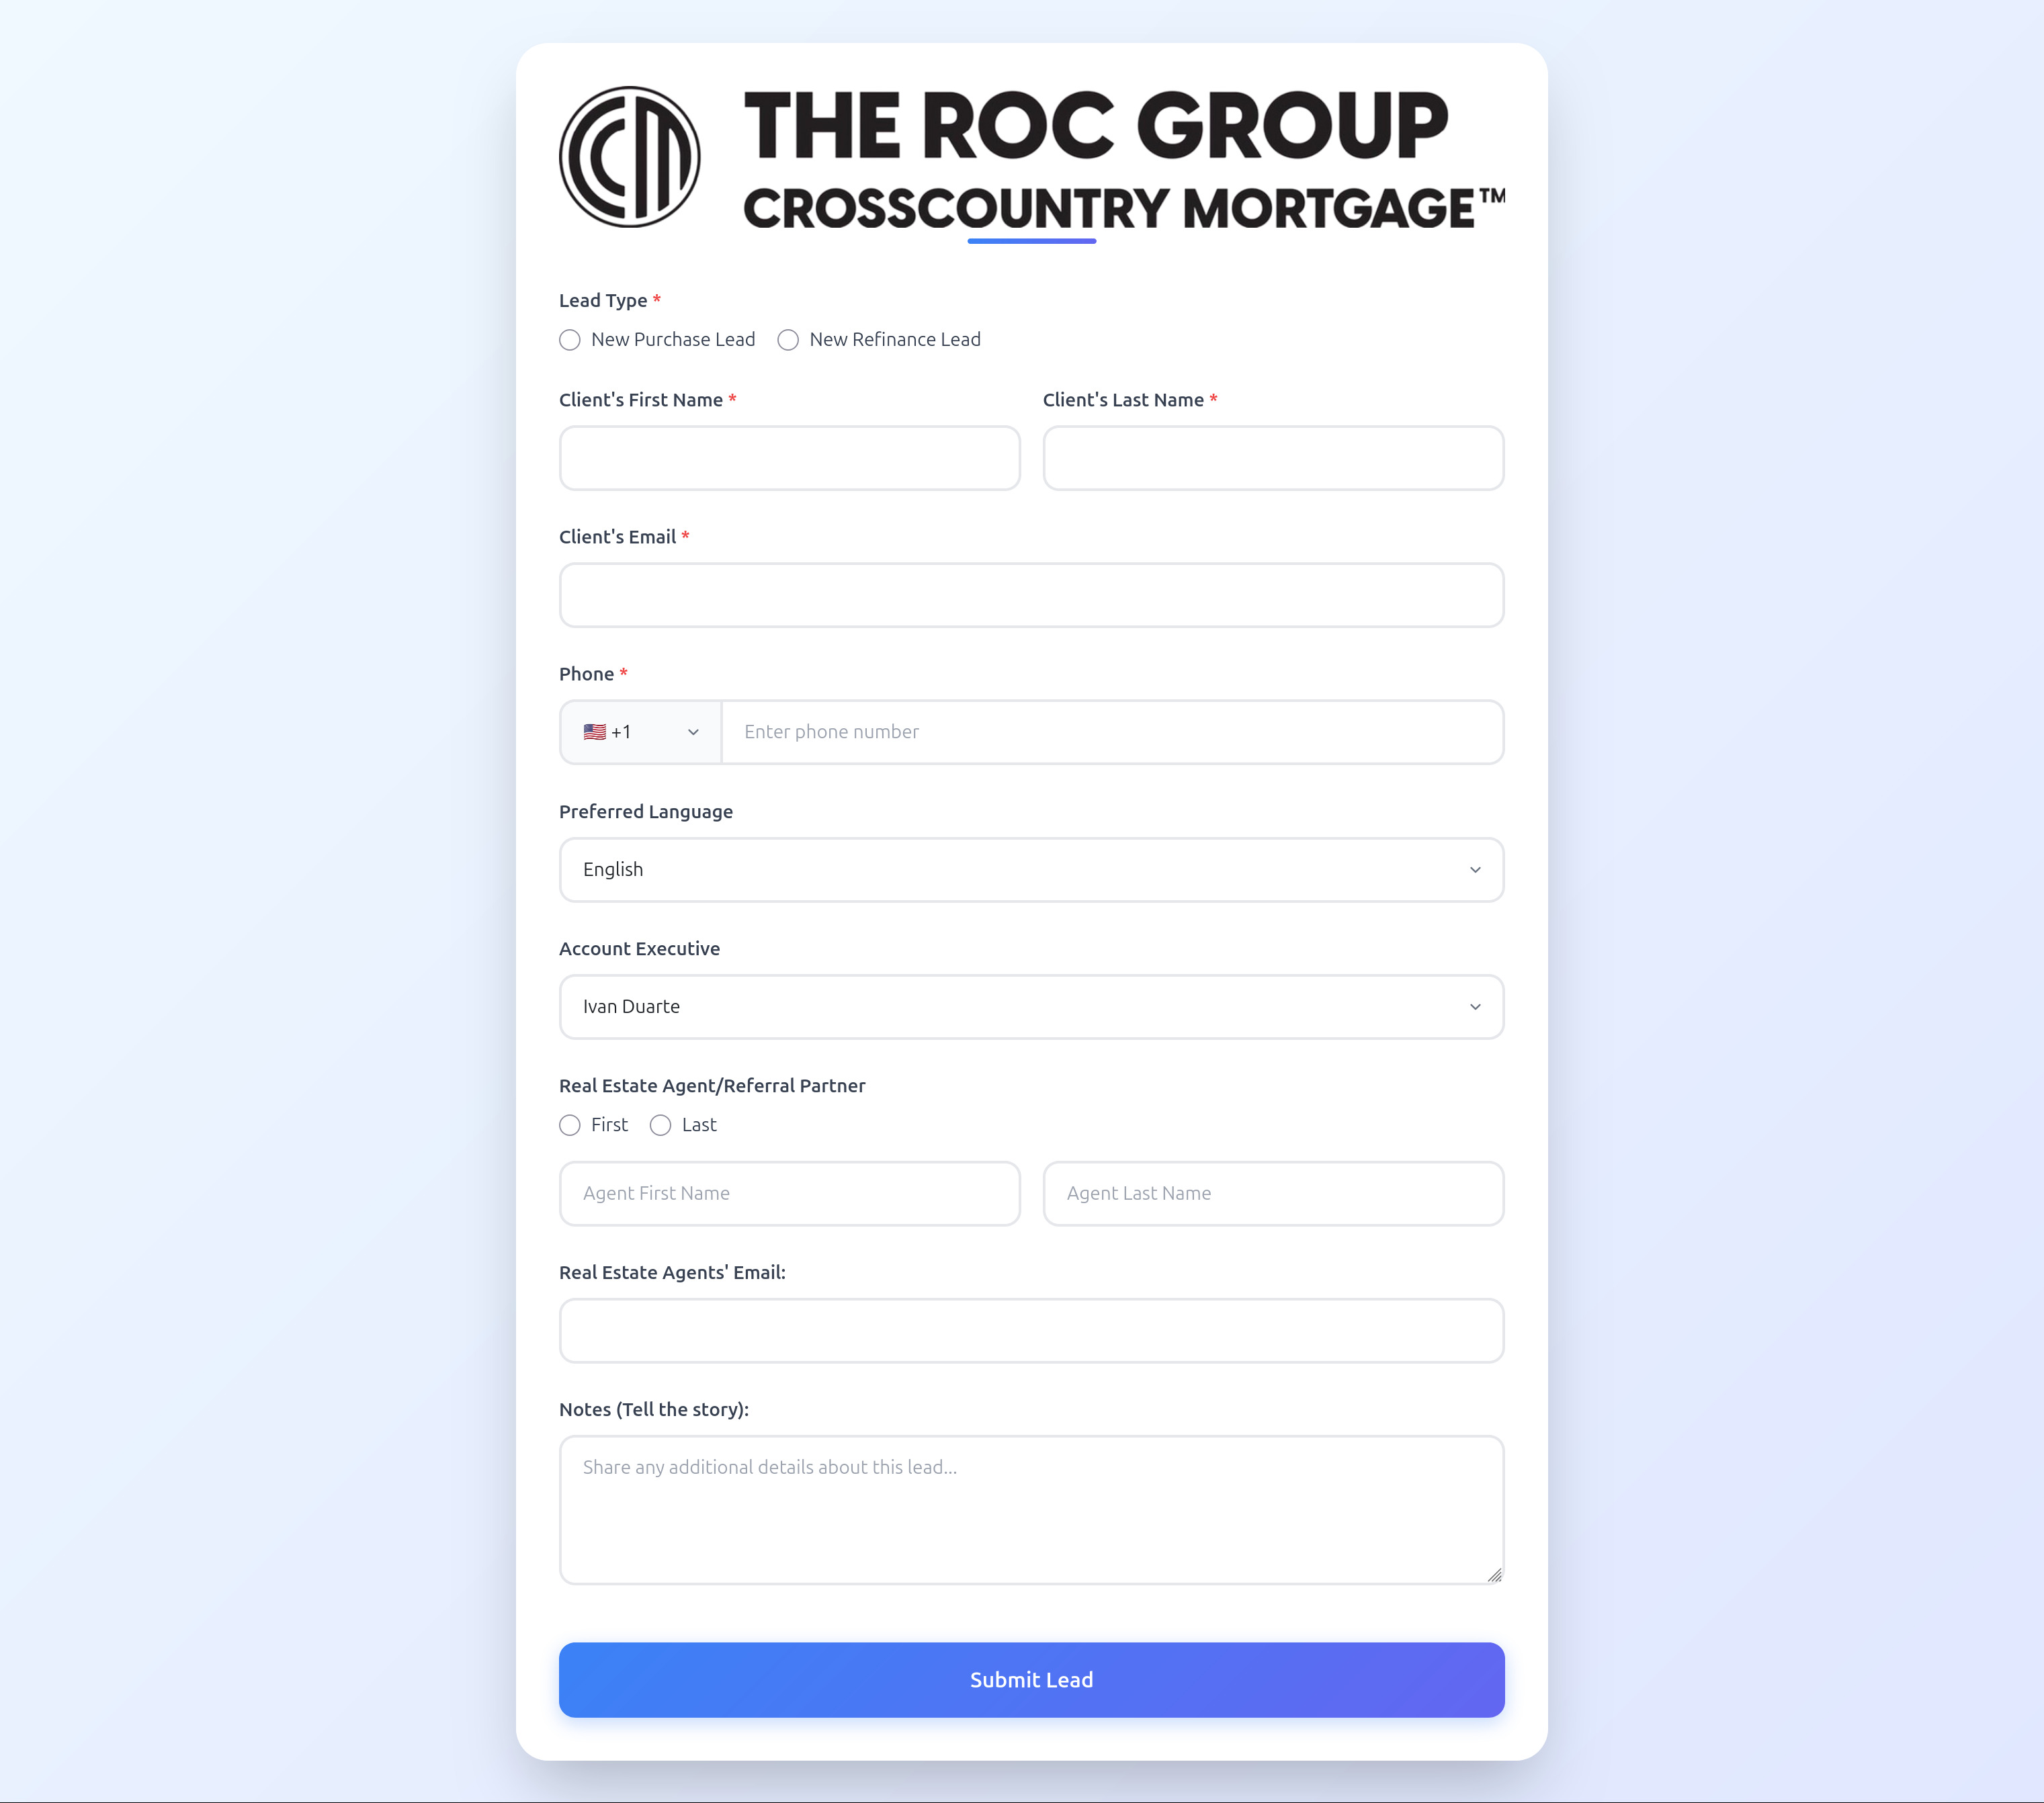 THE ROC GROUP
CROSSCOUNTRY MORTGAGE™
Lead Type *
New Purchase Lead New Refinance Lead
Client's First Name * Client's Last Name *
Client's Email *
Phone *
🇺🇸 +1 Enter phone number
Preferred Language
English
Account Executive
Ivan Duarte
Real Estate Agent/Referral Partner
First Last
Agent First Name Agent Last Name
Real Estate Agents' Email:
Notes (Tell the story):
Share any additional details about this lead...
Submit Lead